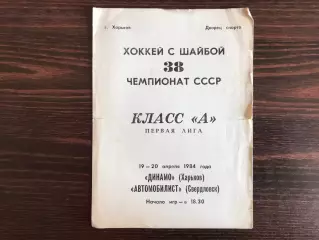 г. Харьков Дворец спорта
ХОККЕЙ С ШАЙБОЙ
38
ЧЕМПИОНАТ СССР
КЛАСС «А»
ПЕРВАЯ ЛИГА
19—20 апреля 1984 года
«ДИНАМО» (Харьков)
«АВТОМОБИЛИСТ» (Свердловск)
Начало игр—в 18.30